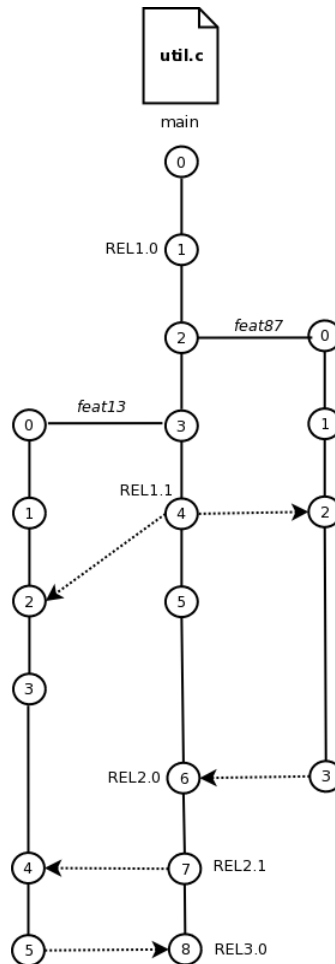 util.c
main
0
REL1.0 1
2 feat87 0
0 feat13 3 1
REL1.1
1 4 2
2 5
3
REL2.0 6 3
4 7 REL2.1
5 8 REL3.0